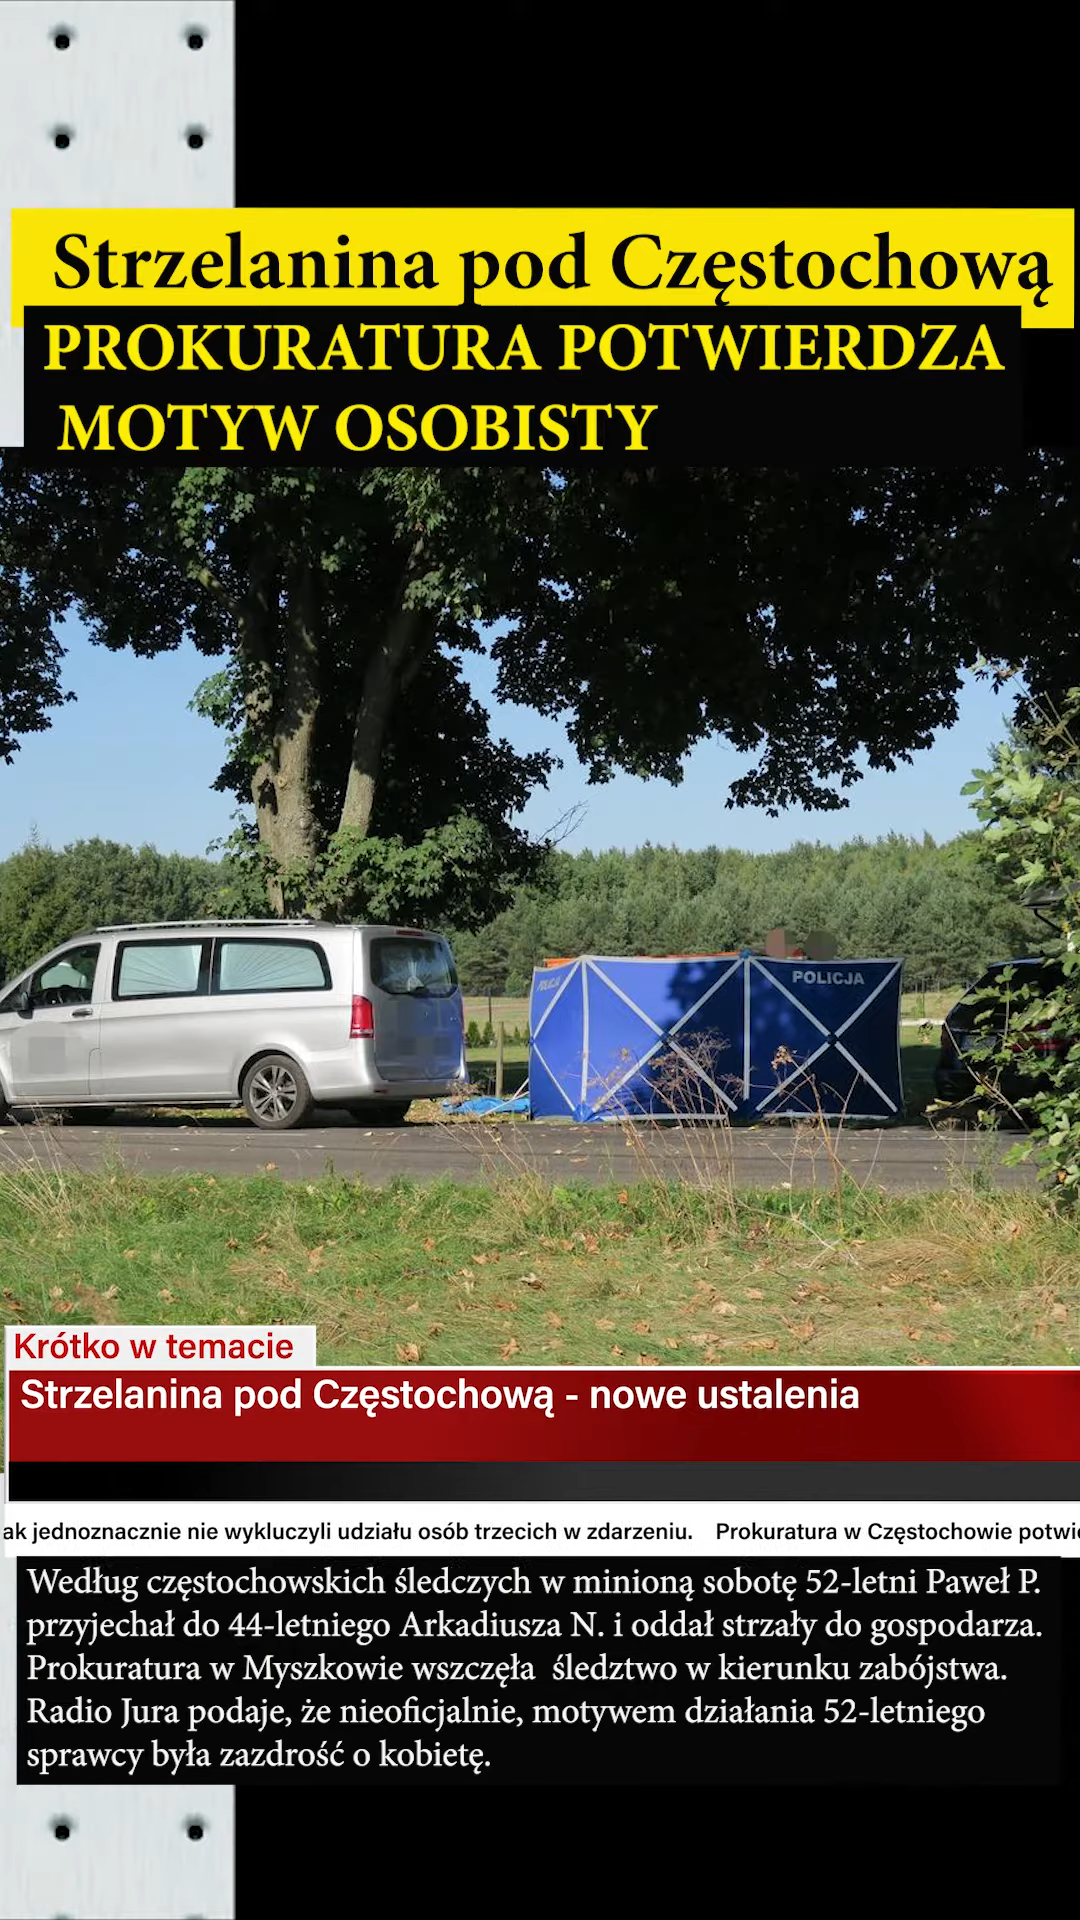 Strzelanina pod Częstochową
PROKURATURA POTWIERDZA
MOTYW OSOBISTY
POLICJA
POLICJA
Krótko w temacie
Strzelanina pod Częstochową - nowe ustalenia
ak jednoznacznie nie wykluczyli udziału osób trzecich w zdarzeniu. Prokuratura w Częstochowie potwie
Według częstochowskich śledczych w minioną sobotę 52-letni Paweł P.
przyjechał do 44-letniego Arkadiusza N. i oddał strzały do gospodarza.
Prokuratura w Myszkowie wszczęła śledztwo w kierunku zabójstwa.
Radio Jura podaje, że nieoficjalnie, motywem działania 52-letniego
sprawcy była zazdrość o kobietę.